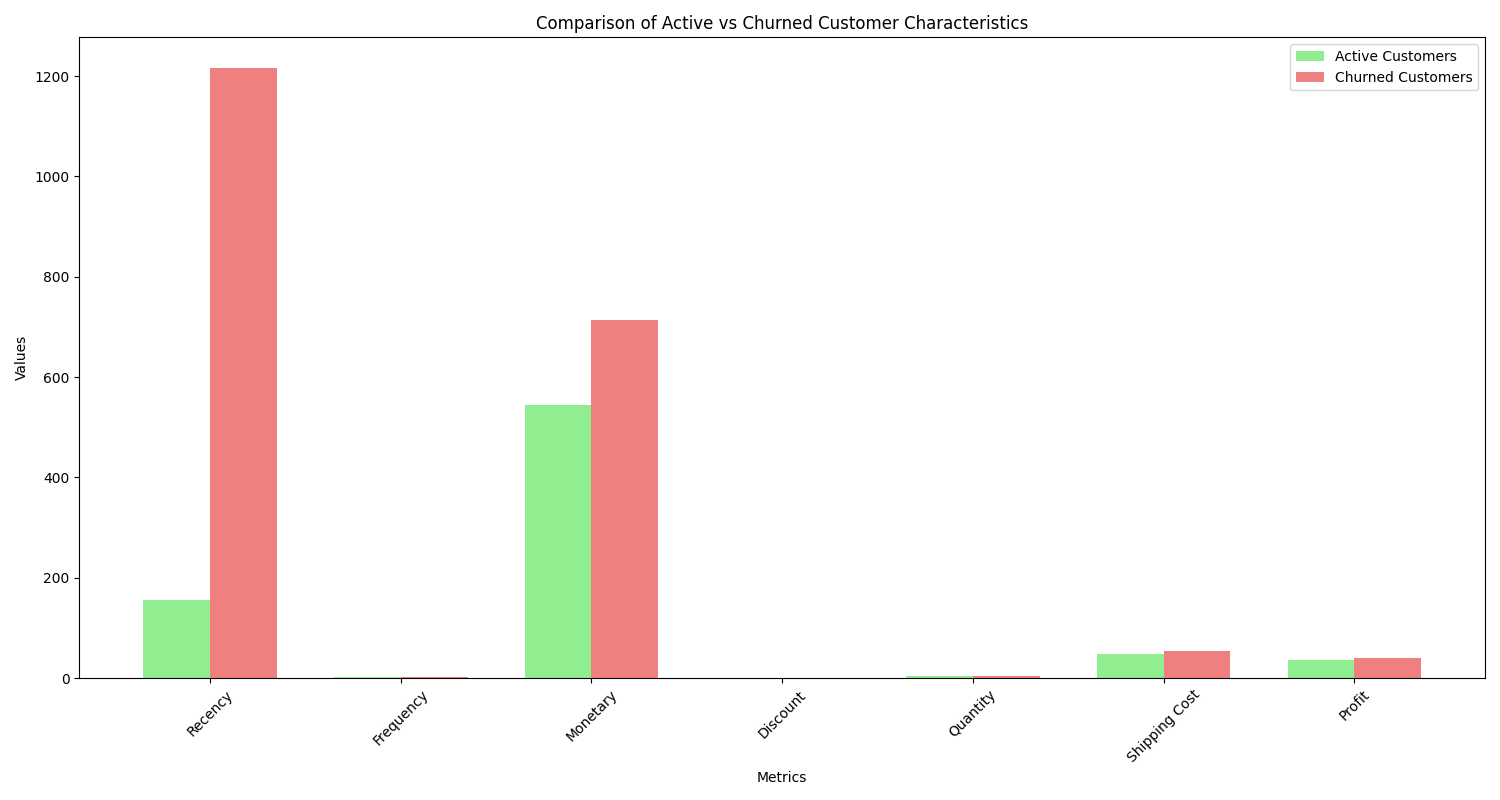 Comparison of Active vs Churned Customer Characteristics
Active Customers
Churned Customers
1200
1000
800
600
400
200
0
Values
Recency
Frequency
Monetary
Discount
Quantity
Shipping Cost
Profit
Metrics